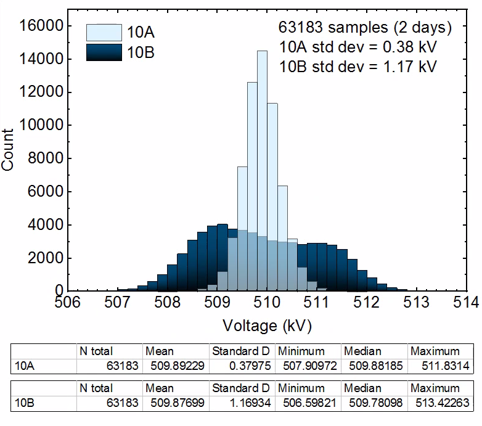 16000
14000
12000
10000
8000
6000
4000
2000
0
Count
10A
10B
63183 samples (2 days)
10A std dev = 0.38 kV
10B std dev = 1.17 kV
506 507 508 509 510 511 512 513 514
Voltage (kV)
N total Mean Standard D Minimum Median Maximum
10A 63183 509.89229 0.37975 507.90972 509.88185 511.8314
N total Mean Standard D Minimum Median Maximum
10B 63183 509.87699 1.16934 506.59821 509.78098 513.42263